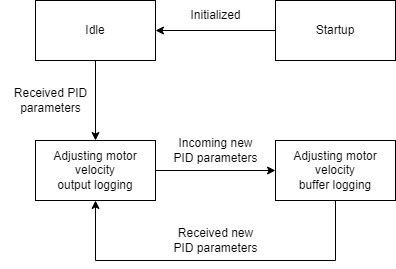 Initialized
Idle
Startup
Received PID
parameters
Adjusting motor
velocity
output logging
Incoming new
PID parameters
Adjusting motor
velocity
buffer logging
Received new
PID parameters